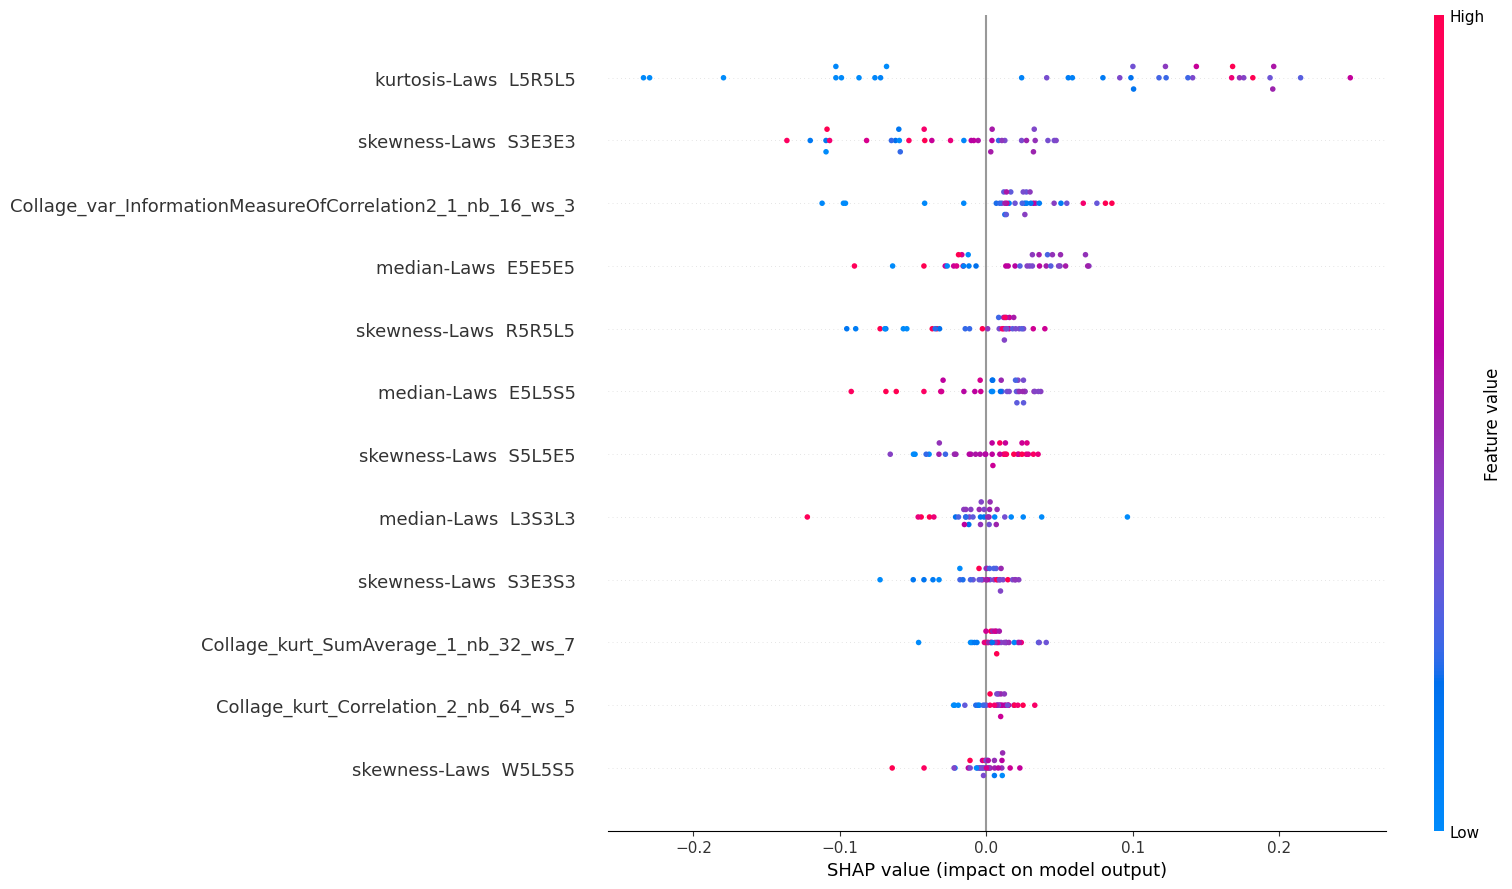 High
kurtosis-Laws  L5R5L5
skewness-Laws  S3E3E3
Collage_var_InformationMeasureOfCorrelation2_1_nb_16_ws_3
median-Laws  E5E5E5
skewness-Laws  R5R5L5
median-Laws  E5L5S5
Feature value
skewness-Laws  S5L5E5
median-Laws  L3S3L3
skewness-Laws  S3E3S3
Collage_kurt_SumAverage_1_nb_32_ws_7
Collage_kurt_Correlation_2_nb_64_ws_5
skewness-Laws  W5L5S5
Low
−0.2 −0.1 0.0 0.1 0.2
SHAP value (impact on model output)